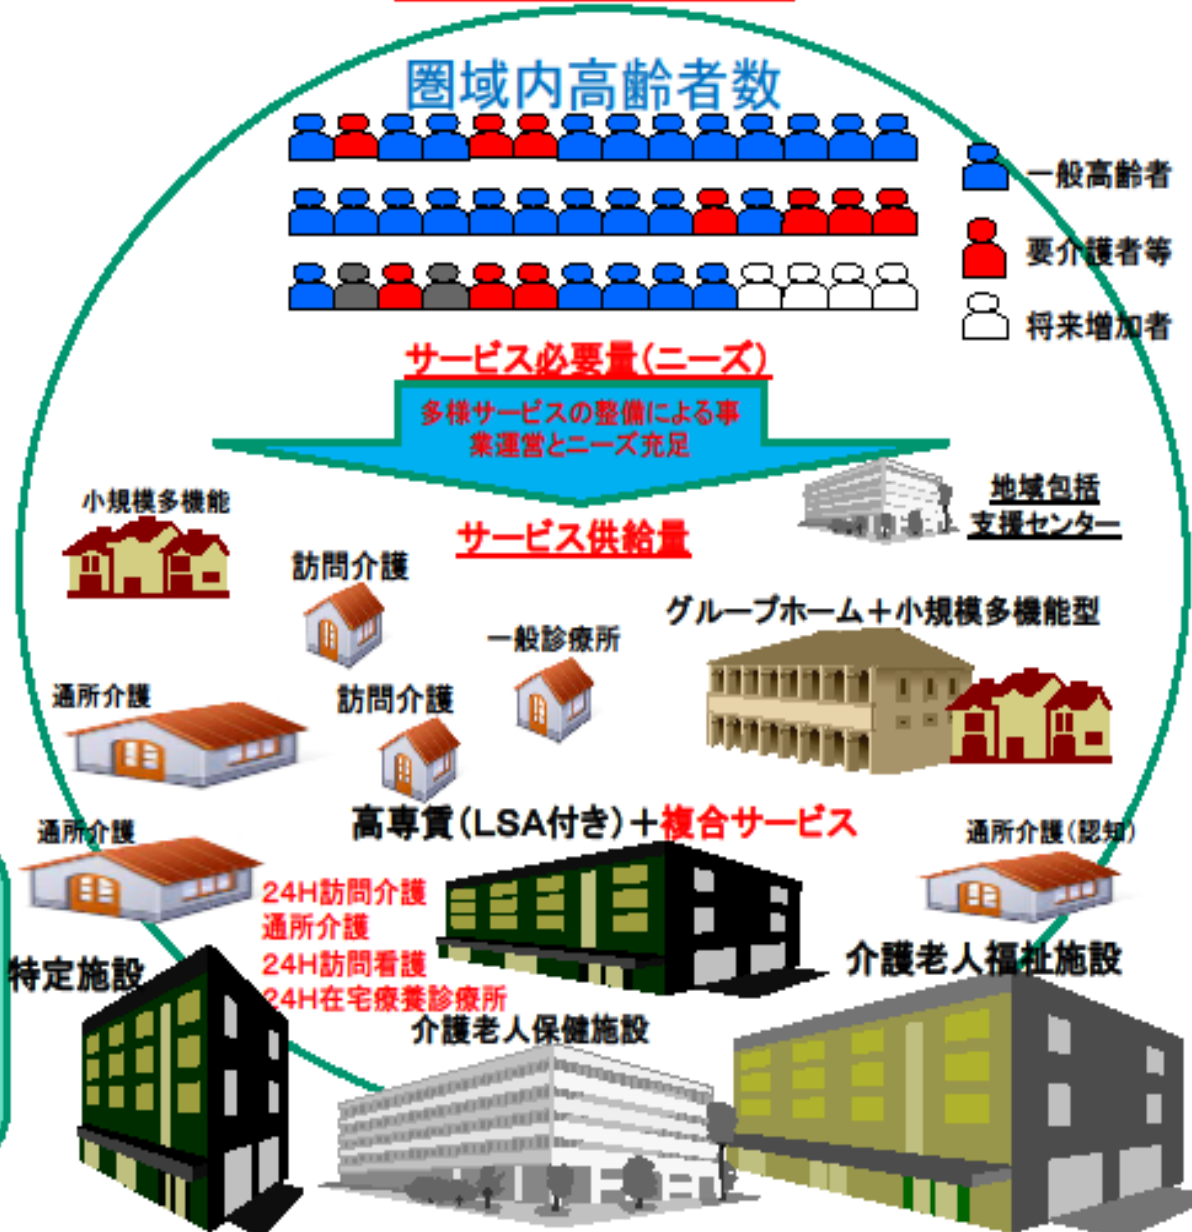 圏域内高齢者数
一般高齢者
要介護者等
将来増加者
サービス必要量(ニーズ)
多様サービスの整備による事
業運営とニーズ充足
サービス供給量
地域包括
支援センター
小規模多機能
訪問介護
一般診療所
グループホーム＋小規模多機能型
通所介護
訪問介護
高専賃(LSA付き)＋複合サービス
通所介護
通所介護(認知)
24H訪問介護
通所介護
24H訪問看護
24H在宅療養診療所
特定施設
介護老人福祉施設
介護老人保健施設